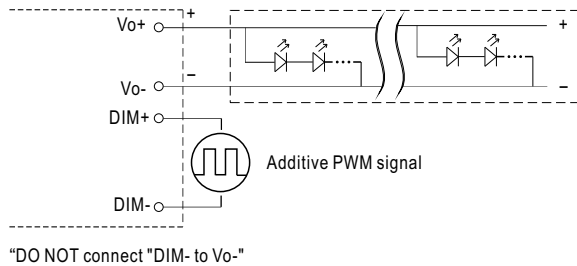 Vo+
+
+
Vo-
–
–
DIM+
Additive PWM signal
DIM-
“DO NOT connect "DIM- to Vo-"